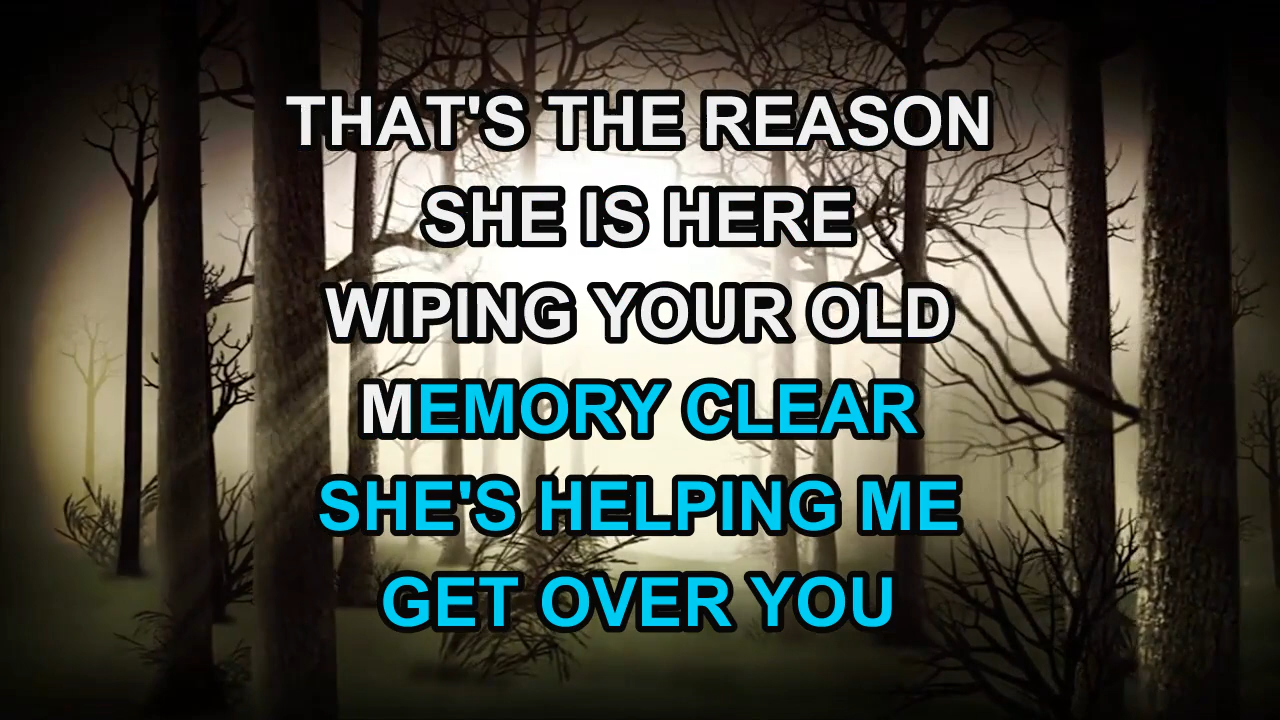 THAT'S THE REASON
SHE IS HERE
WIPING YOUR OLD
MEMORY CLEAR
SHE'S HELPING ME
GET OVER YOU